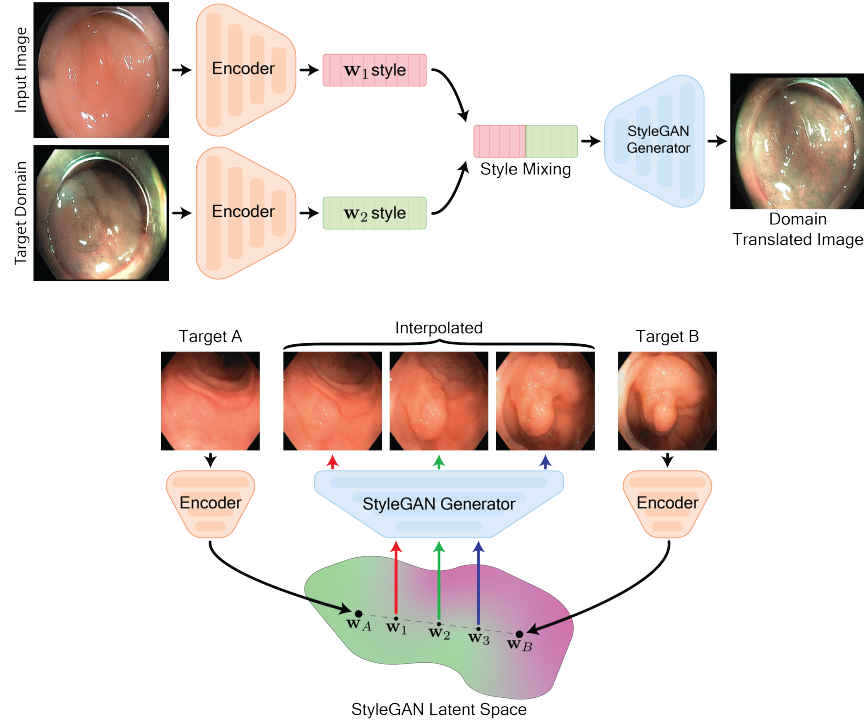 Input Image
Encoder
w1 style
Target Domain
Encoder
w2 style
Style Mixing
StyleGAN
Generator
Domain
Translated Image
Target A
Interpolated
Target B
Encoder
StyleGAN Generator
Encoder
wA
w1
w2
w3
wB
StyleGAN Latent Space